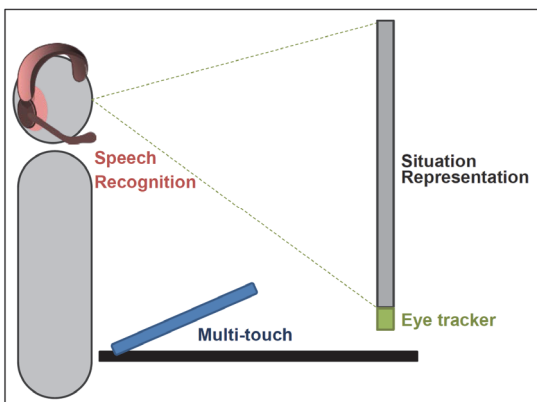 Speech
Recognition
Situation
Representation
Eye tracker
Multi-touch